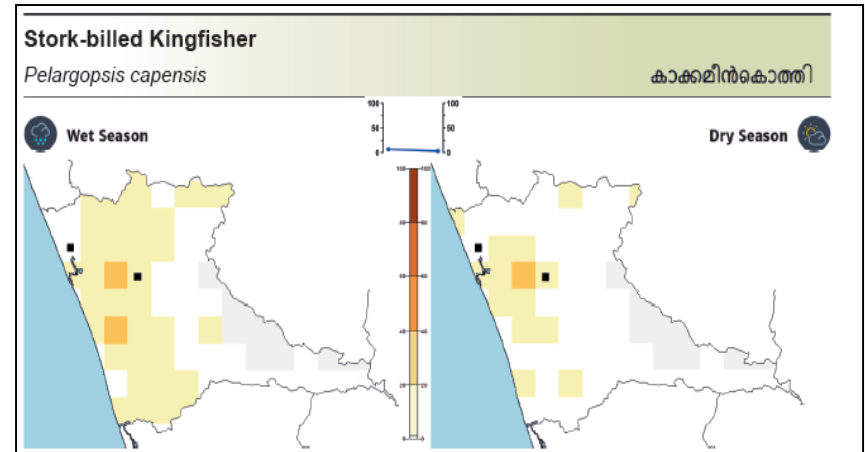 Stork-billed Kingfisher
Pelargopsis capensis
കാക്കമീൻകൊത്തി
Wet Season
100 100
50 50
0 0
Dry Season
100 100
80 80
60 60
40 40
20 20
0 0